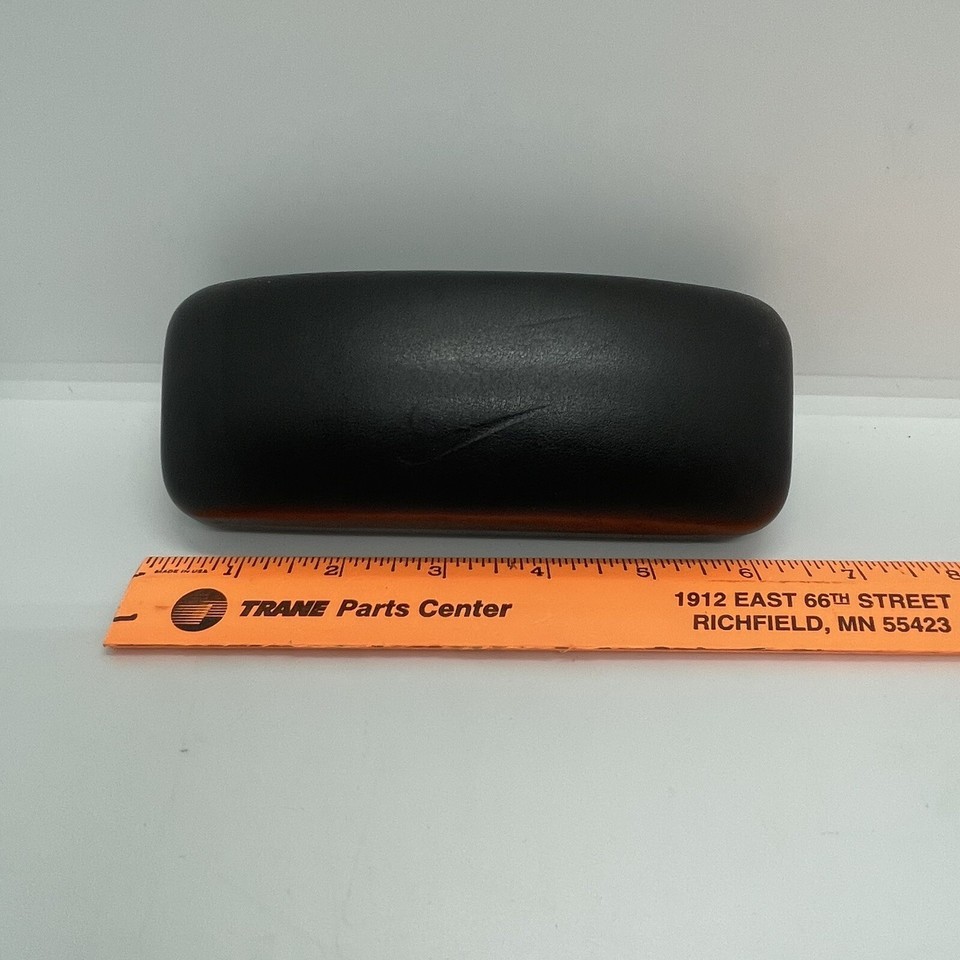 1 2 3 4 5 6 7 8
MADE IN USA
TRANE Parts Center
1912 EAST 66TH STREET
RICHFIELD, MN 55423